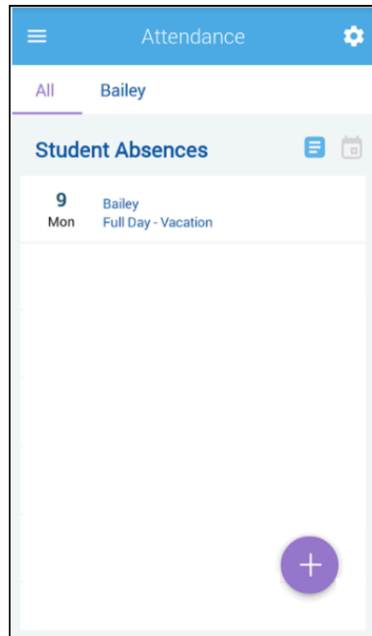 Attendance
All Bailey
Student Absences
9 Bailey
Mon Full Day - Vacation